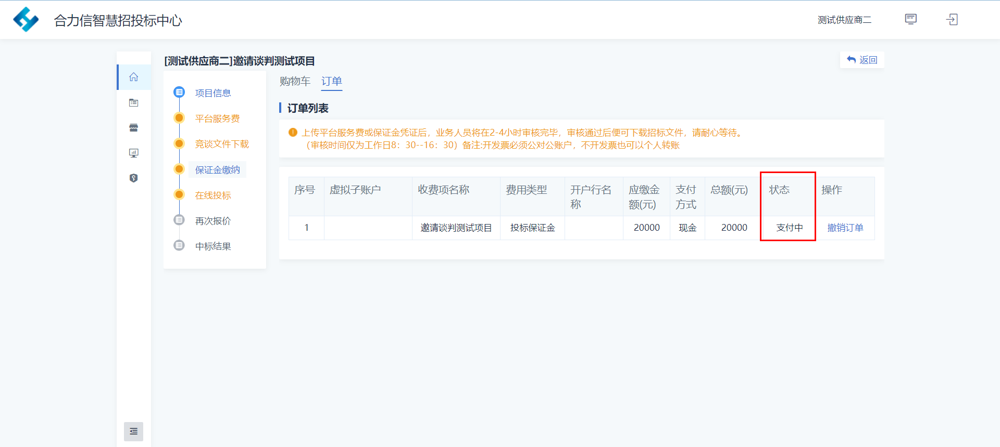 合力信智慧招投标中心
测试供应商二
[测试供应商二]邀请谈判测试项目
返回
项目信息
平台服务费
竞谈文件下载
保证金缴纳
在线投标
再次报价
中标结果
购物车 订单
订单列表
上传平台服务费或保证金凭证后，业务人员将在2-4小时审核完毕，审核通过后便可下载招标文件，请耐心等待。
（审核时间仅为工作日8：30--16：30）备注:开发票必须公对公账户，不开发票也可以个人转账
序号 虚拟子账户 收费项名称 费用类型 开户行名称 应缴金额(元) 支付方式 总额(元) 状态 操作
1 邀请谈判测试项目 投标保证金 20000 现金 20000 支付中 撤销订单